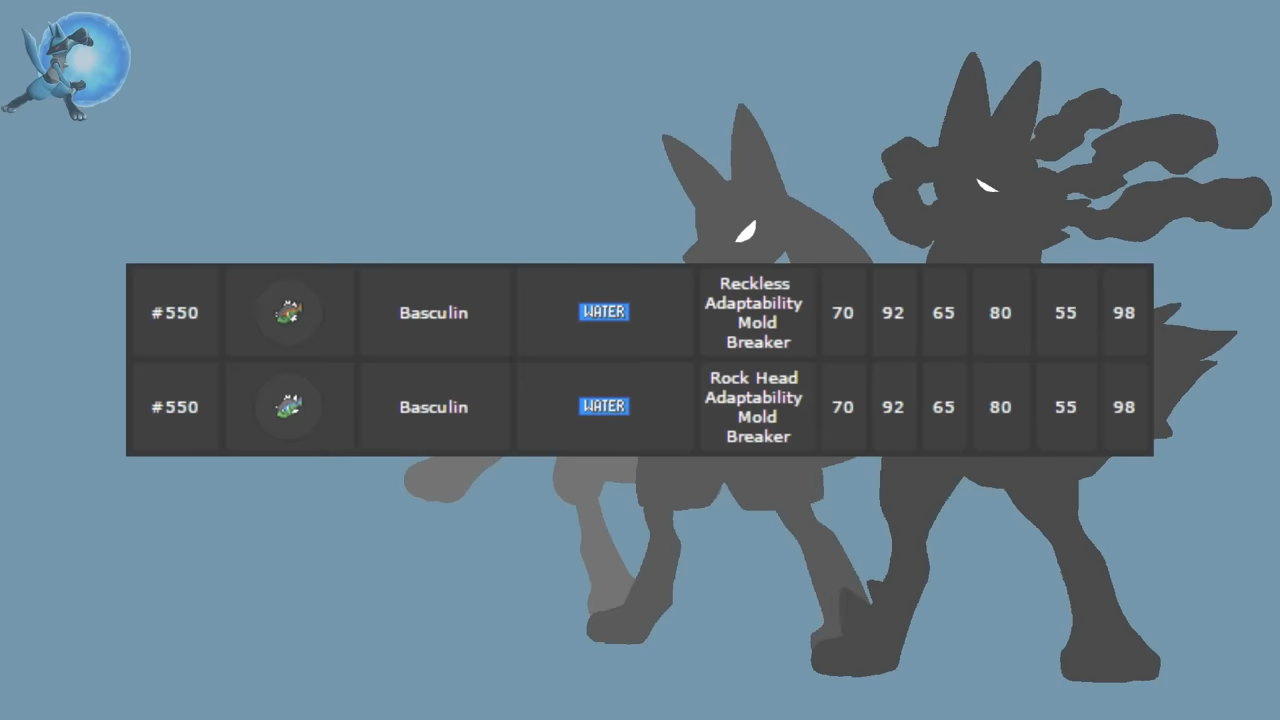 #550 Basculin WATER Reckless Adaptability Mold Breaker 70 92 65 80 55 98
#550 Basculin WATER Rock Head Adaptability Mold Breaker 70 92 65 80 55 98